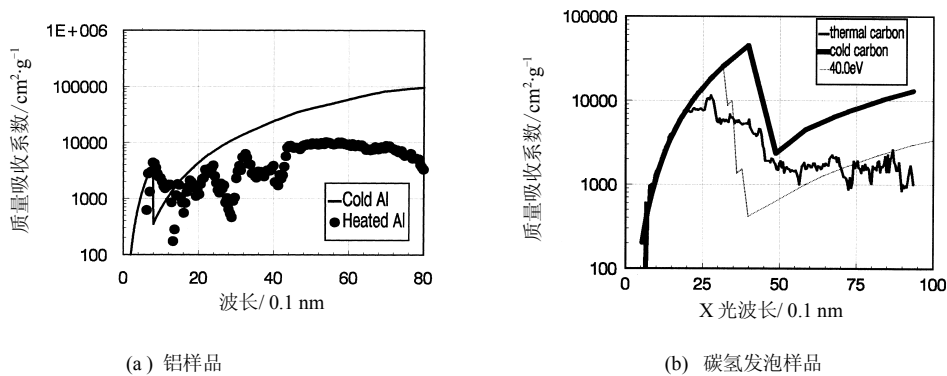 1E+006
100000
10000
1000
100
0
20
40
60
80
质量吸收系数/cm²·g⁻¹
Cold Al
Heated Al
波长/ 0.1 nm
(a ) 铝样品
100000
10000
1000
100
0
25
50
75
100
质量吸收系数/cm²·g⁻¹
thermal carbon
cold carbon
40.0eV
X 光波长/ 0.1 nm
(b) 碳氢发泡样品